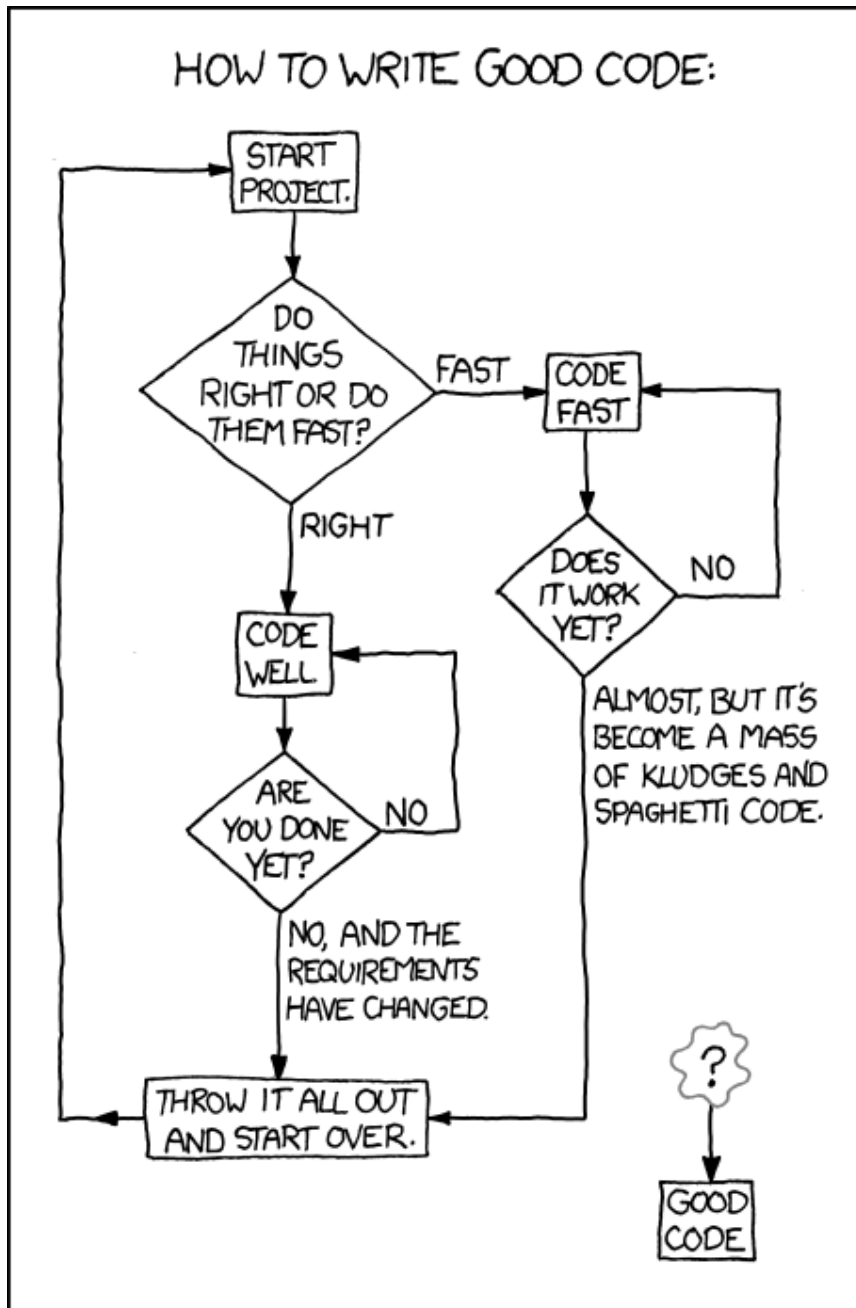 HOW TO WRITE GOOD CODE:
START
PROJECT.
DO
THINGS
RIGHT OR DO
THEM FAST?
FAST
CODE
FAST
RIGHT
DOES
IT WORK
YET?
NO
CODE
WELL.
ARE
YOU DONE
YET?
NO
ALMOST, BUT IT'S
BECOME A MASS
OF KLUDGES AND
SPAGHETTI CODE.
NO, AND THE
REQUIREMENTS
HAVE CHANGED.
THROW IT ALL OUT
AND START OVER.
?
GOOD
CODE